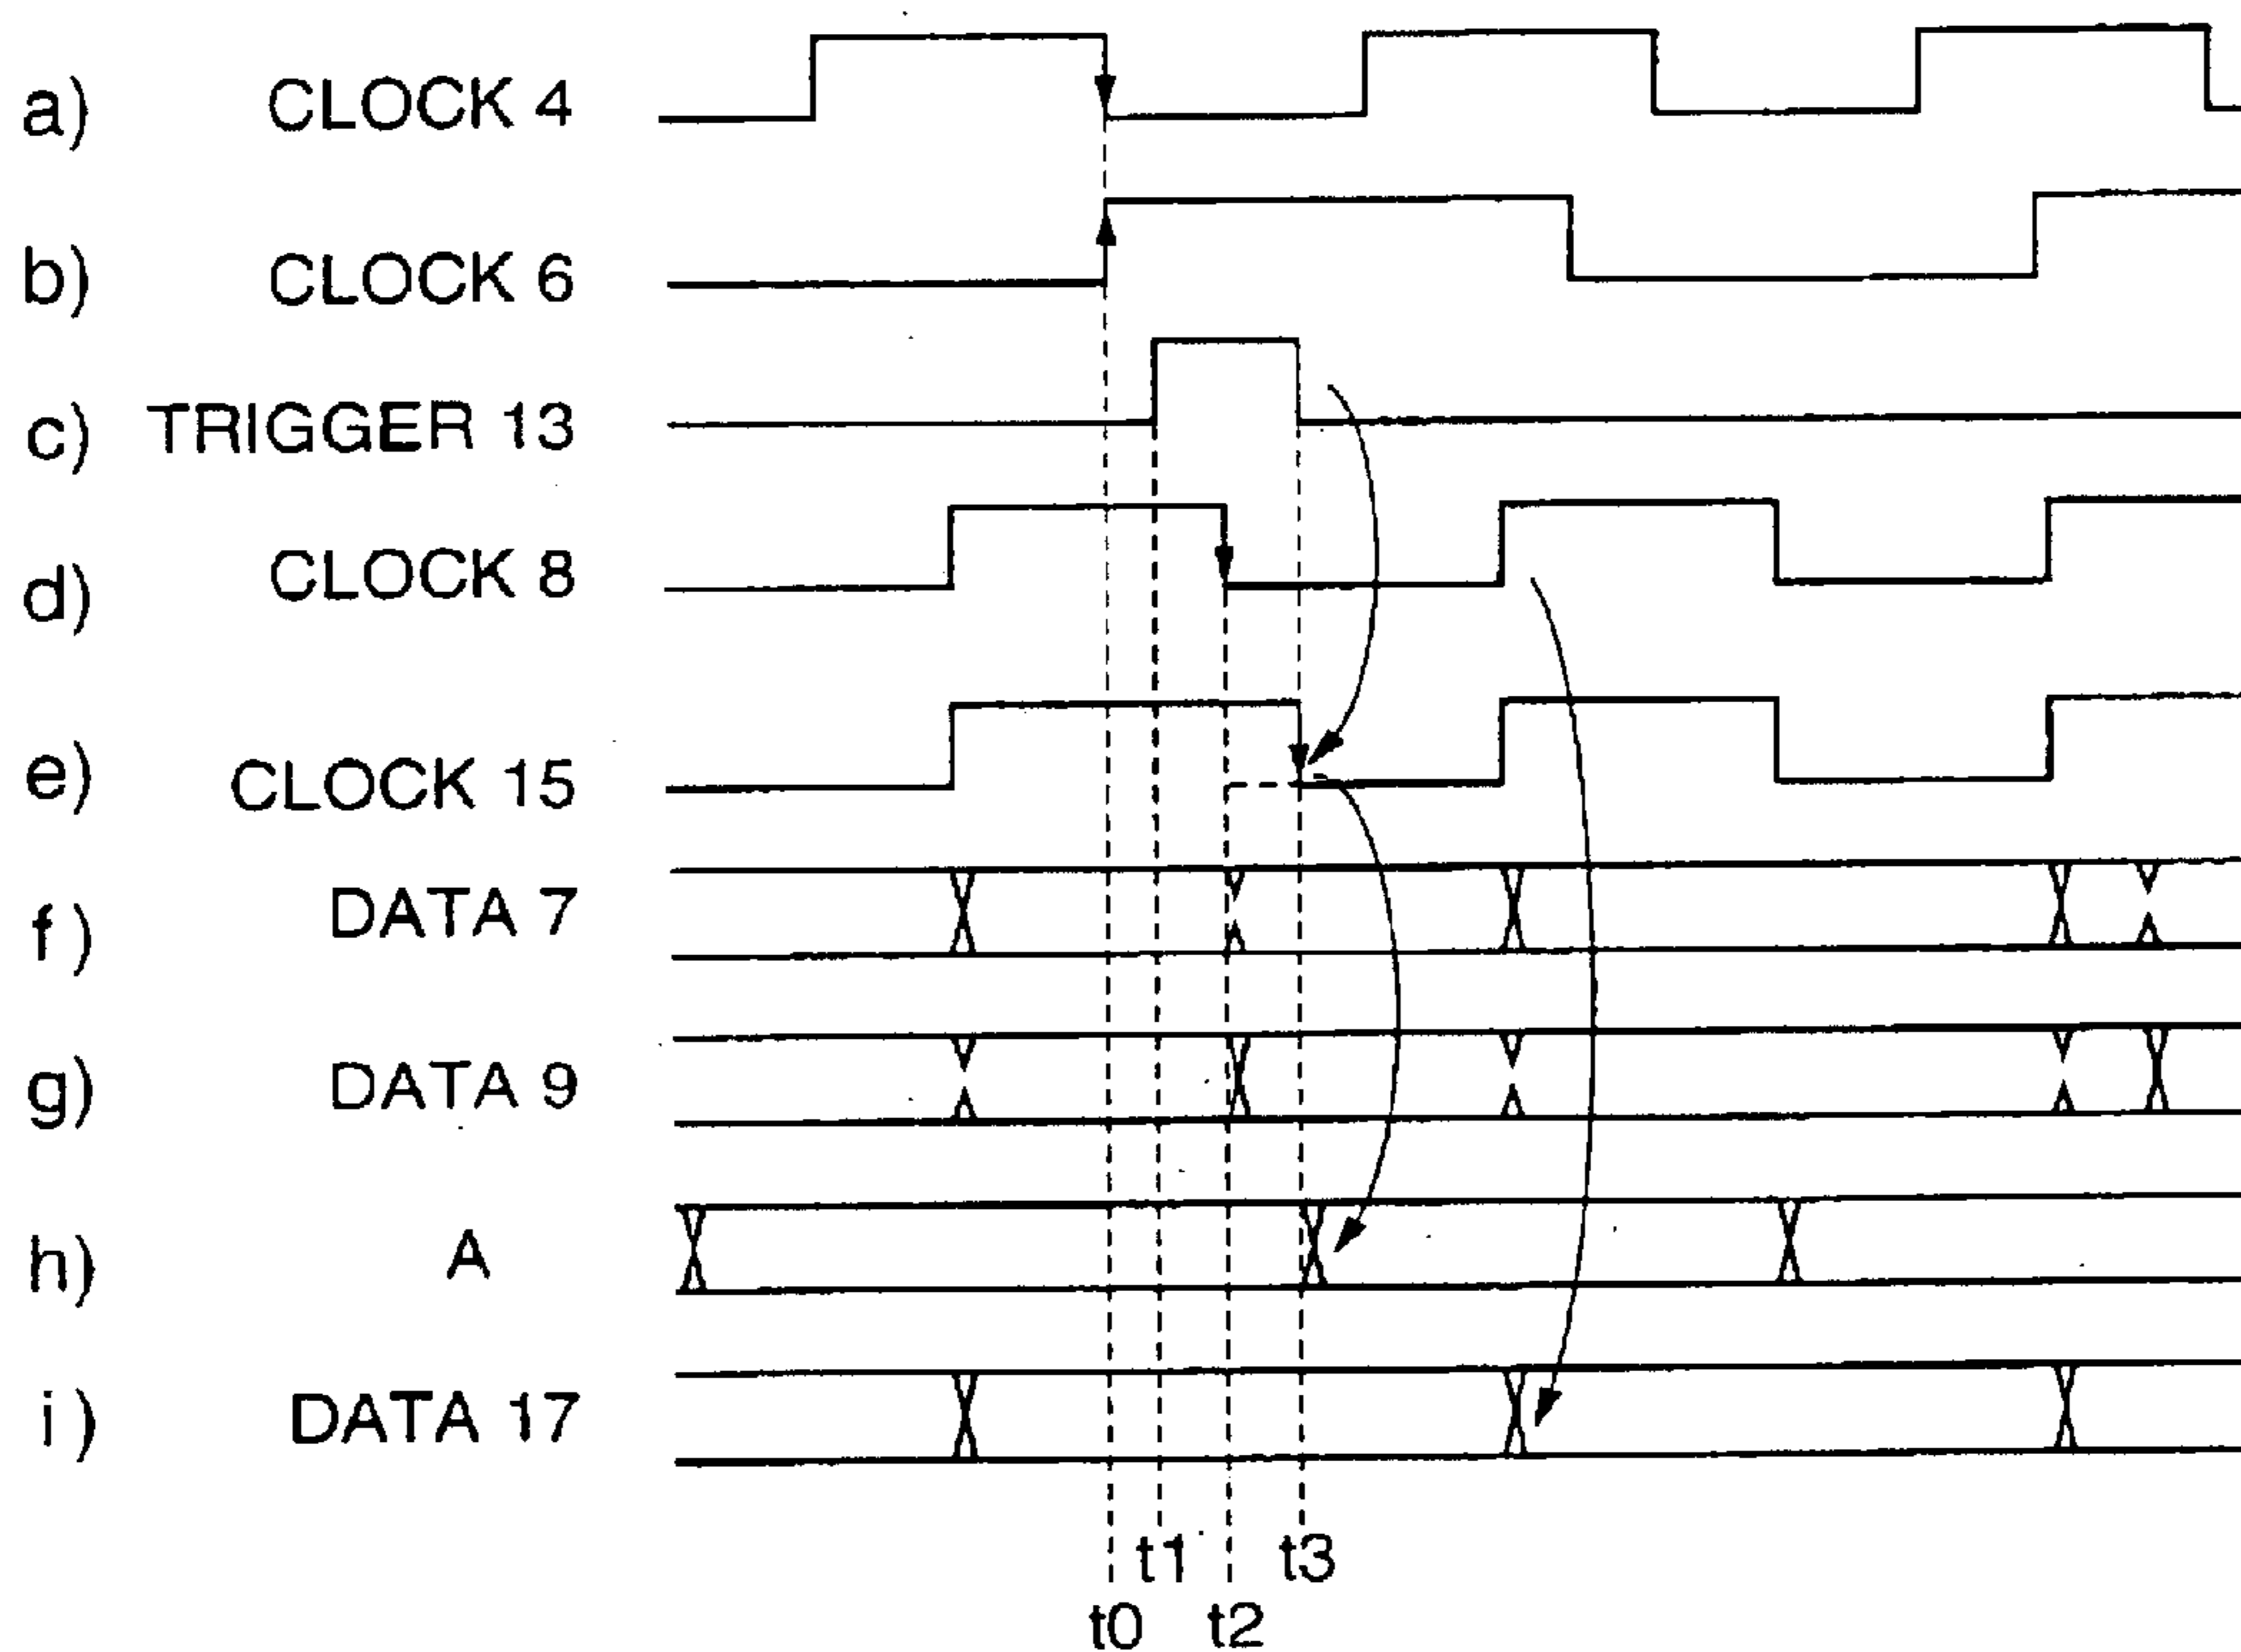 a) CLOCK 4
b) CLOCK 6
c) TRIGGER 13
d) CLOCK 8
e) CLOCK 15
f) DATA 7
g) DATA 9
h) A
i) DATA 17
t1 t3
t0 t2